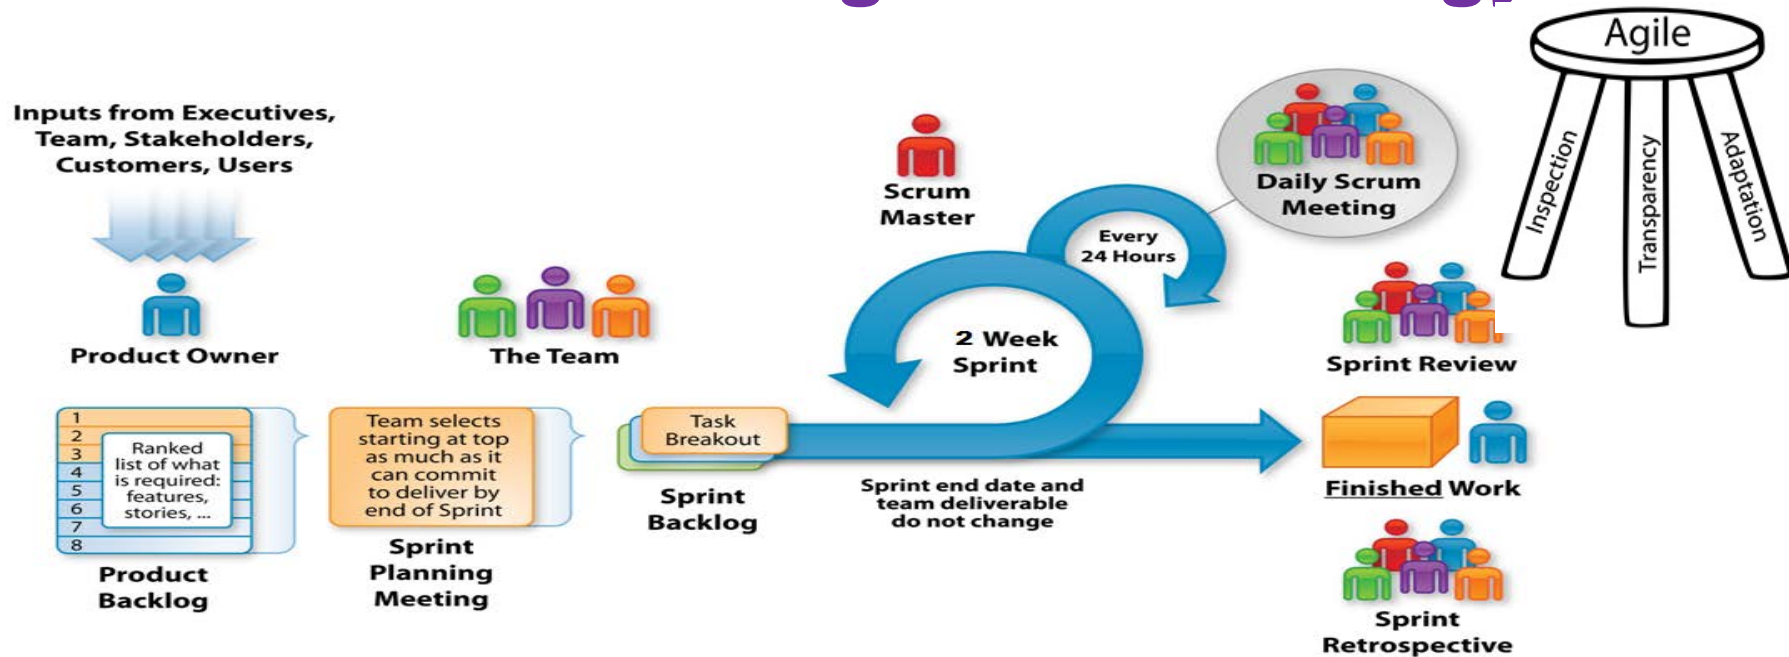 Agile
Inspection
Transparency
Adaptation
Inputs from Executives,
Team, Stakeholders,
Customers, Users
Product Owner
The Team
Scrum
Master
Every
24 Hours
Daily Scrum
Meeting
2 Week
Sprint
Sprint Review
1
2
3
4
5
6
7
8
Ranked
list of what
is required:
features,
stories, ...
Product
Backlog
Team selects
starting at top
as much as it
can commit
to deliver by
end of Sprint
Sprint
Planning
Meeting
Task
Breakout
Sprint
Backlog
Sprint end date and
team deliverable
do not change
Finished Work
Sprint
Retrospective